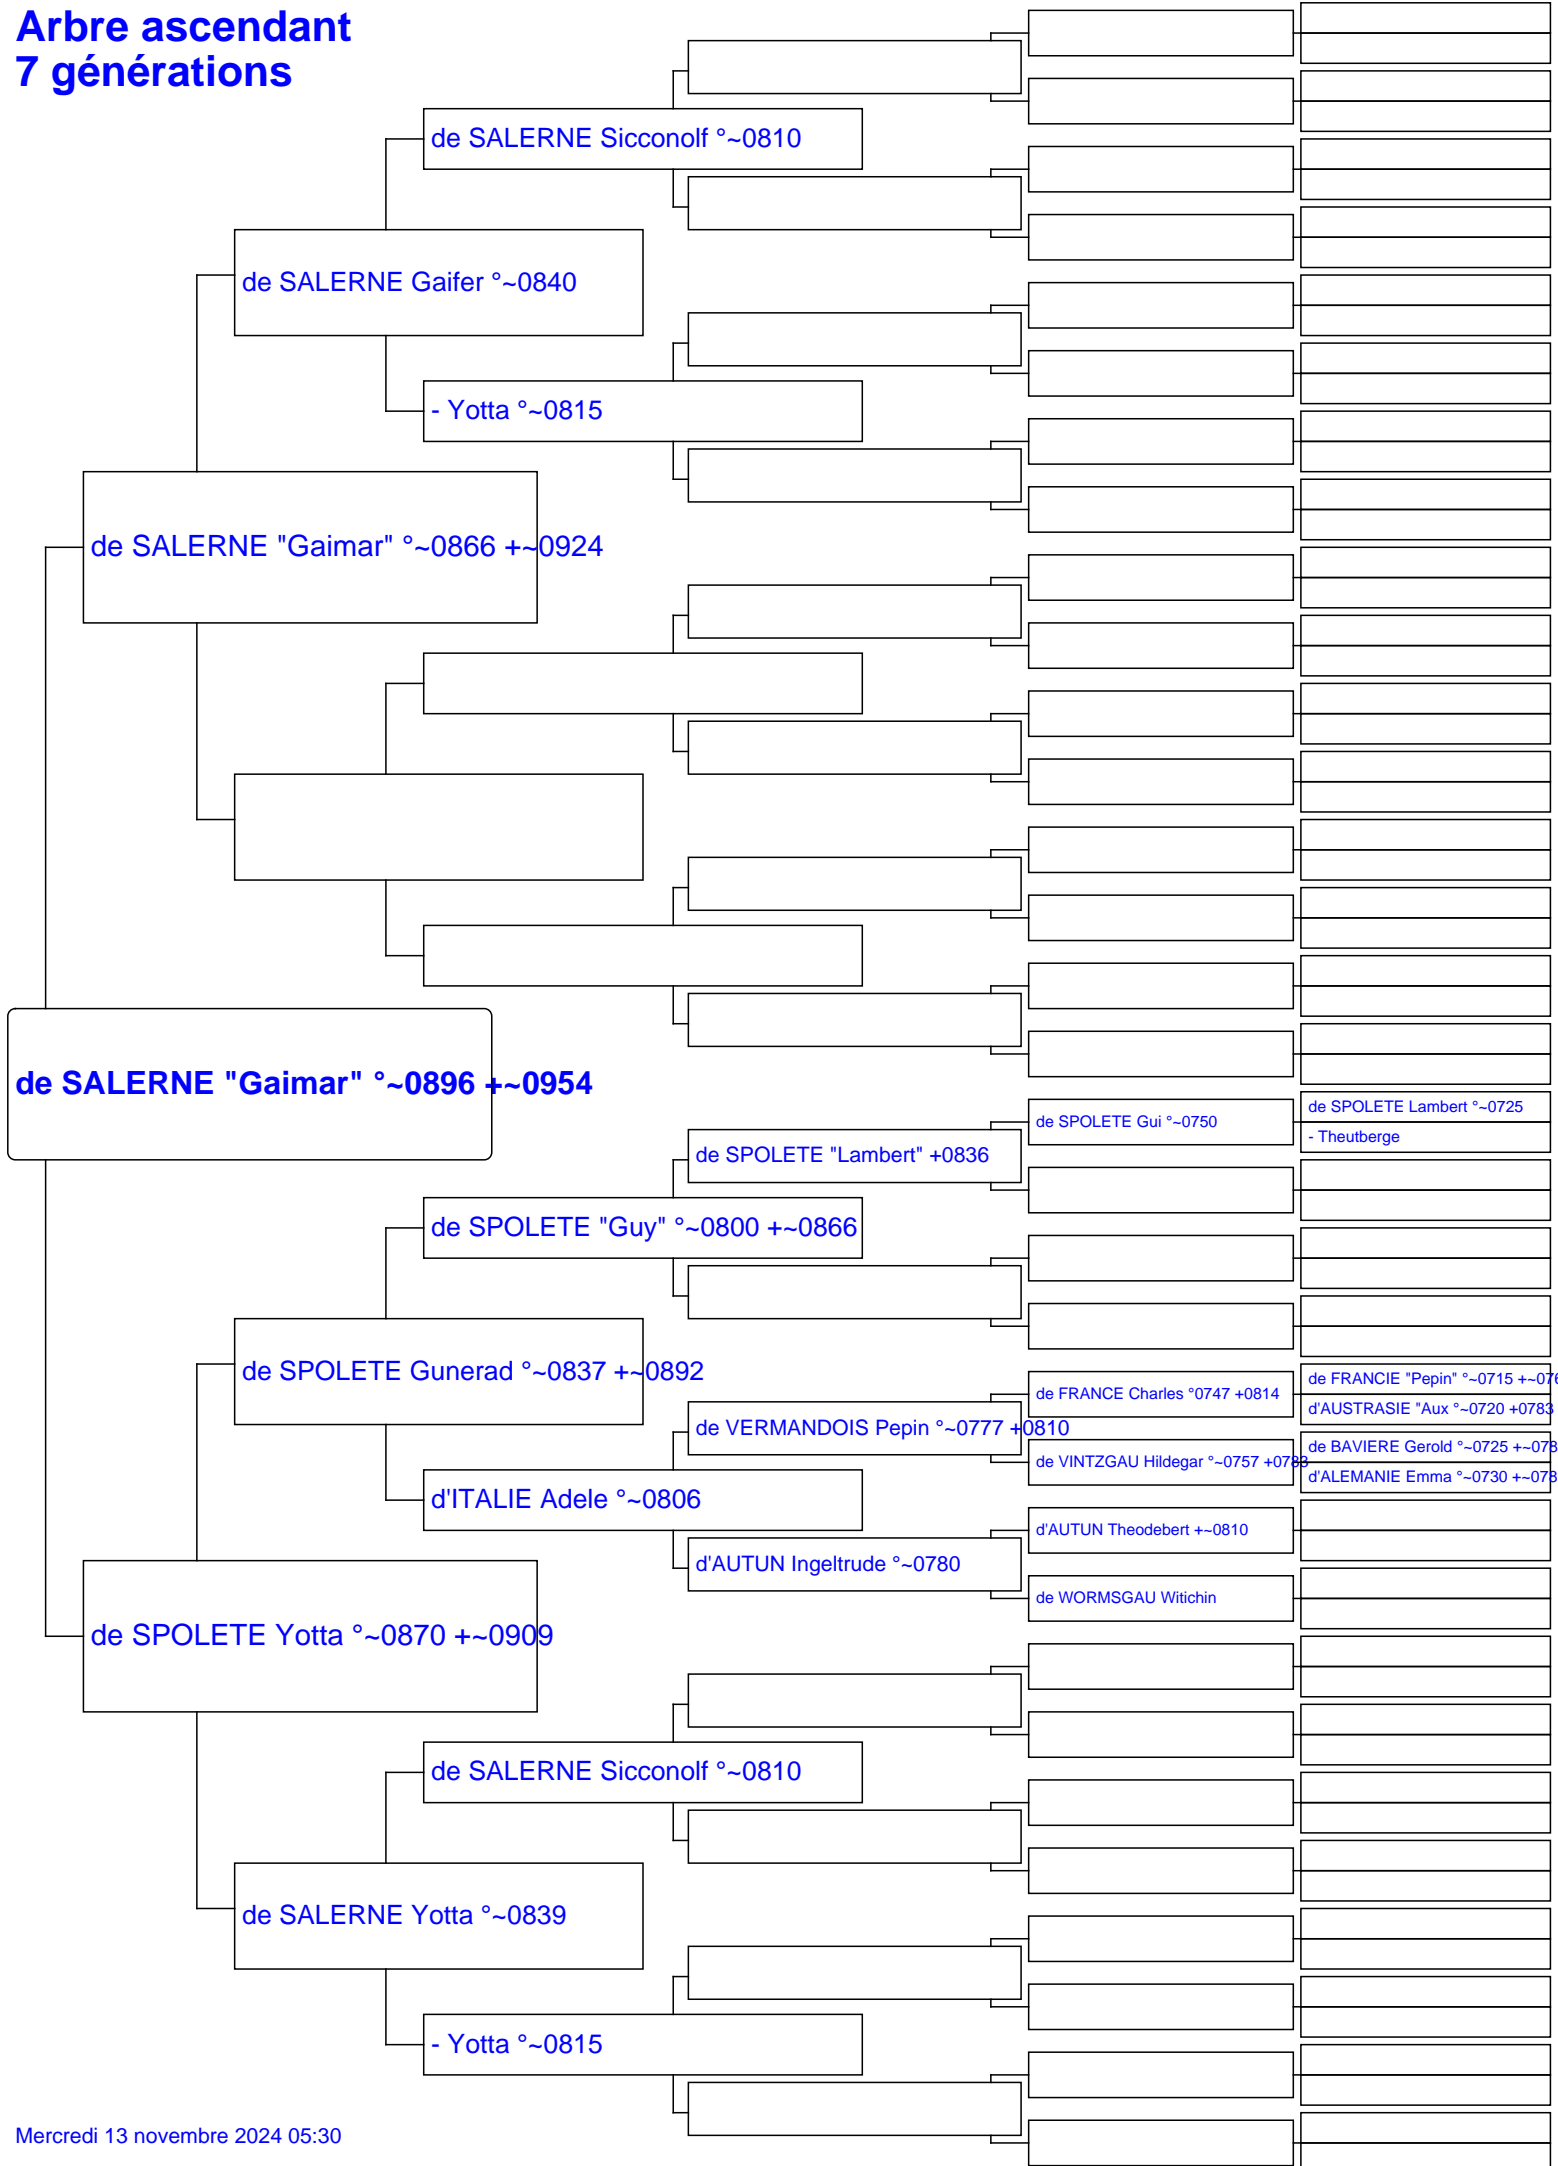 Arbre ascendant
7 générations
de SALERNE Sicconolf °~0810
de SALERNE Gaifer °~0840
- Yotta °~0815
de SALERNE "Gaimar" °~0866 +~0924
de SALERNE "Gaimar" °~0896 +~0954
de SPOLETE Lambert °~0725
de SPOLETE Gui °~0750
- Theutberge
de SPOLETE "Lambert" +0836
de SPOLETE "Guy" °~0800 +~0866
de SPOLETE Gunerad °~0837 +~0892
de FRANCIE "Pepin" °~0715 +~076
de FRANCE Charles °0747 +0814
d'AUSTRASIE "Aux °~0720 +0783
de VERMANDOIS Pepin °~0777 +0810
de BAVIERE Gerold °~0725 +~078
de VINTZGAU Hildegar °~0757 +0783
d'ALEMANIE Emma °~0730 +~078
d'ITALIE Adele °~0806
d'AUTUN Theodebert +~0810
d'AUTUN Ingeltrude °~0780
de WORMSGAU Witichin
de SPOLETE Yotta °~0870 +~0909
de SALERNE Sicconolf °~0810
de SALERNE Yotta °~0839
- Yotta °~0815
Mercredi 13 novembre 2024 05:30